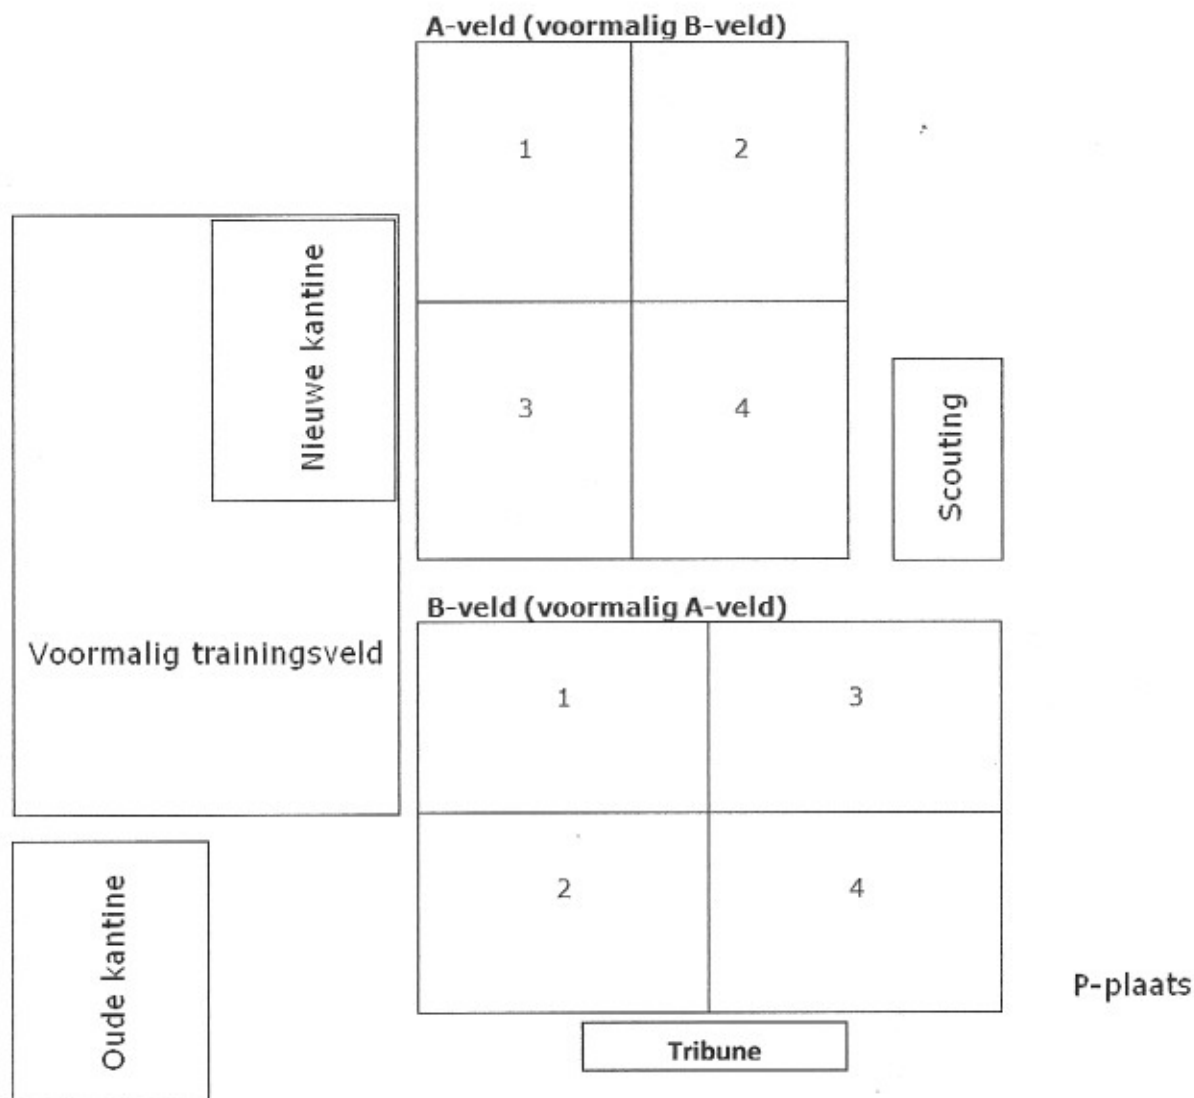 A-veld (voormalig B-veld)
1
2
Nieuwe kantine
3
4
Scouting
B-veld (voormalig A-veld)
Voormalig trainingsveld
1
3
2
4
Oude kantine
P-plaats
Tribune